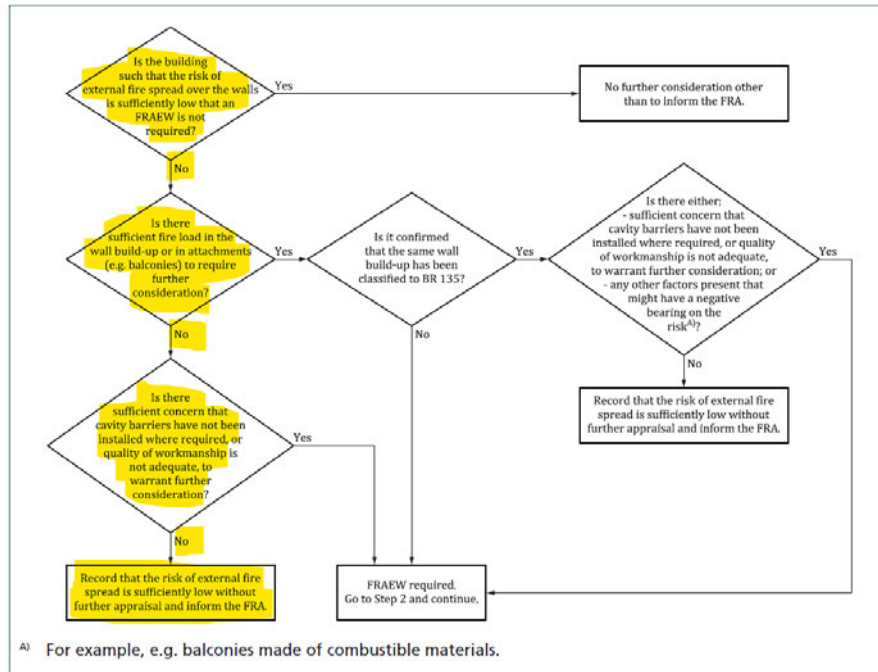 Is the building
such that the risk of
external fire spread over the walls
is sufficiently low that an
FRAEW is not
required?
Yes
No further consideration other
than to inform the FRA.
No
Is there
sufficient fire load in the
wall build-up or in attachments
(e.g. balconies) to require
further
consideration?
Yes
Is it confirmed
that the same wall
build-up has been
classified to BR 135?
Yes
Is there either:
- sufficient concern that
cavity barriers have not been
installed where required, or quality
of workmanship is not adequate,
to warrant further consideration; or
- any other factors present that
might have a negative
bearing on the
riskᴬ⁾?
Yes
No
No
No
Record that the risk of external fire
spread is sufficiently low without
further appraisal and inform the FRA.
Is there
sufficient concern that
cavity barriers have not been
installed where required, or
quality of workmanship is
not adequate, to
warrant further
consideration?
Yes
No
Record that the risk of external fire
spread is sufficiently low without
further appraisal and inform the FRA.
FRAEW required.
Go to Step 2 and continue.
ᴬ⁾ For example, e.g. balconies made of combustible materials.